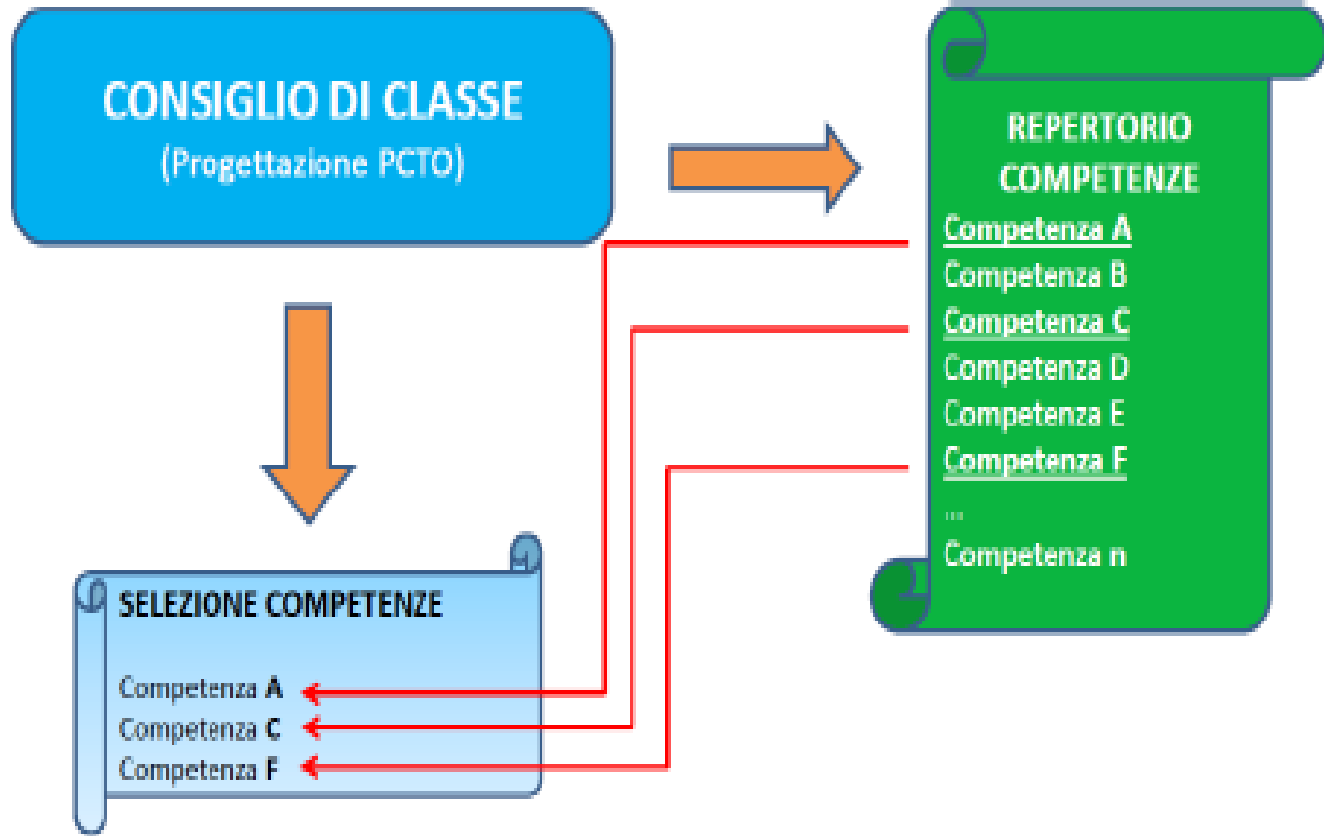 CONSIGLIO DI CLASSE
(Progettazione PCTO)
REPERTORIO
COMPETENZE
Competenza A
Competenza B
Competenza C
Competenza D
Competenza E
Competenza F
...
Competenza n
SELEZIONE COMPETENZE
Competenza A
Competenza C
Competenza F